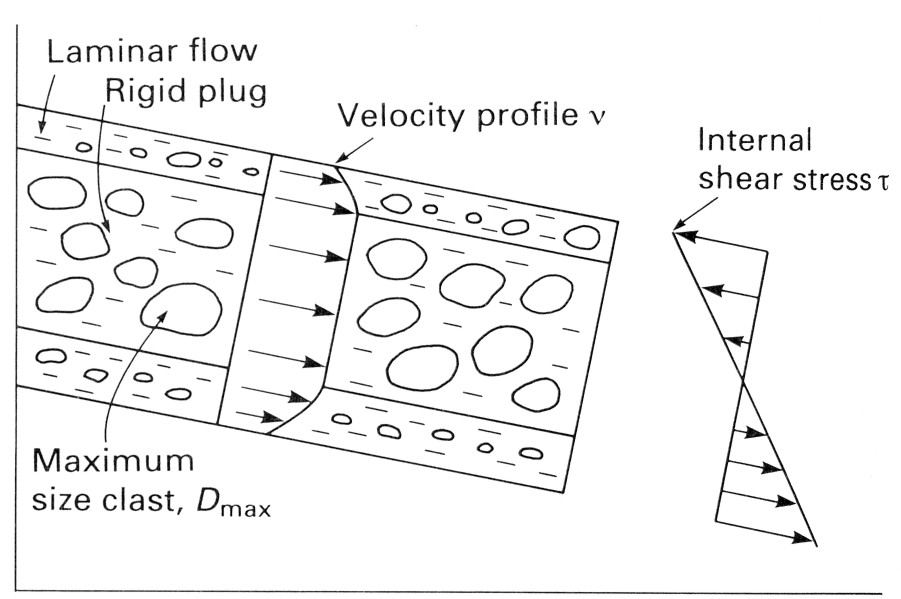 Laminar flow
Rigid plug
Velocity profile ν
Internal
shear stress τ
Maximum
size clast, Dmax